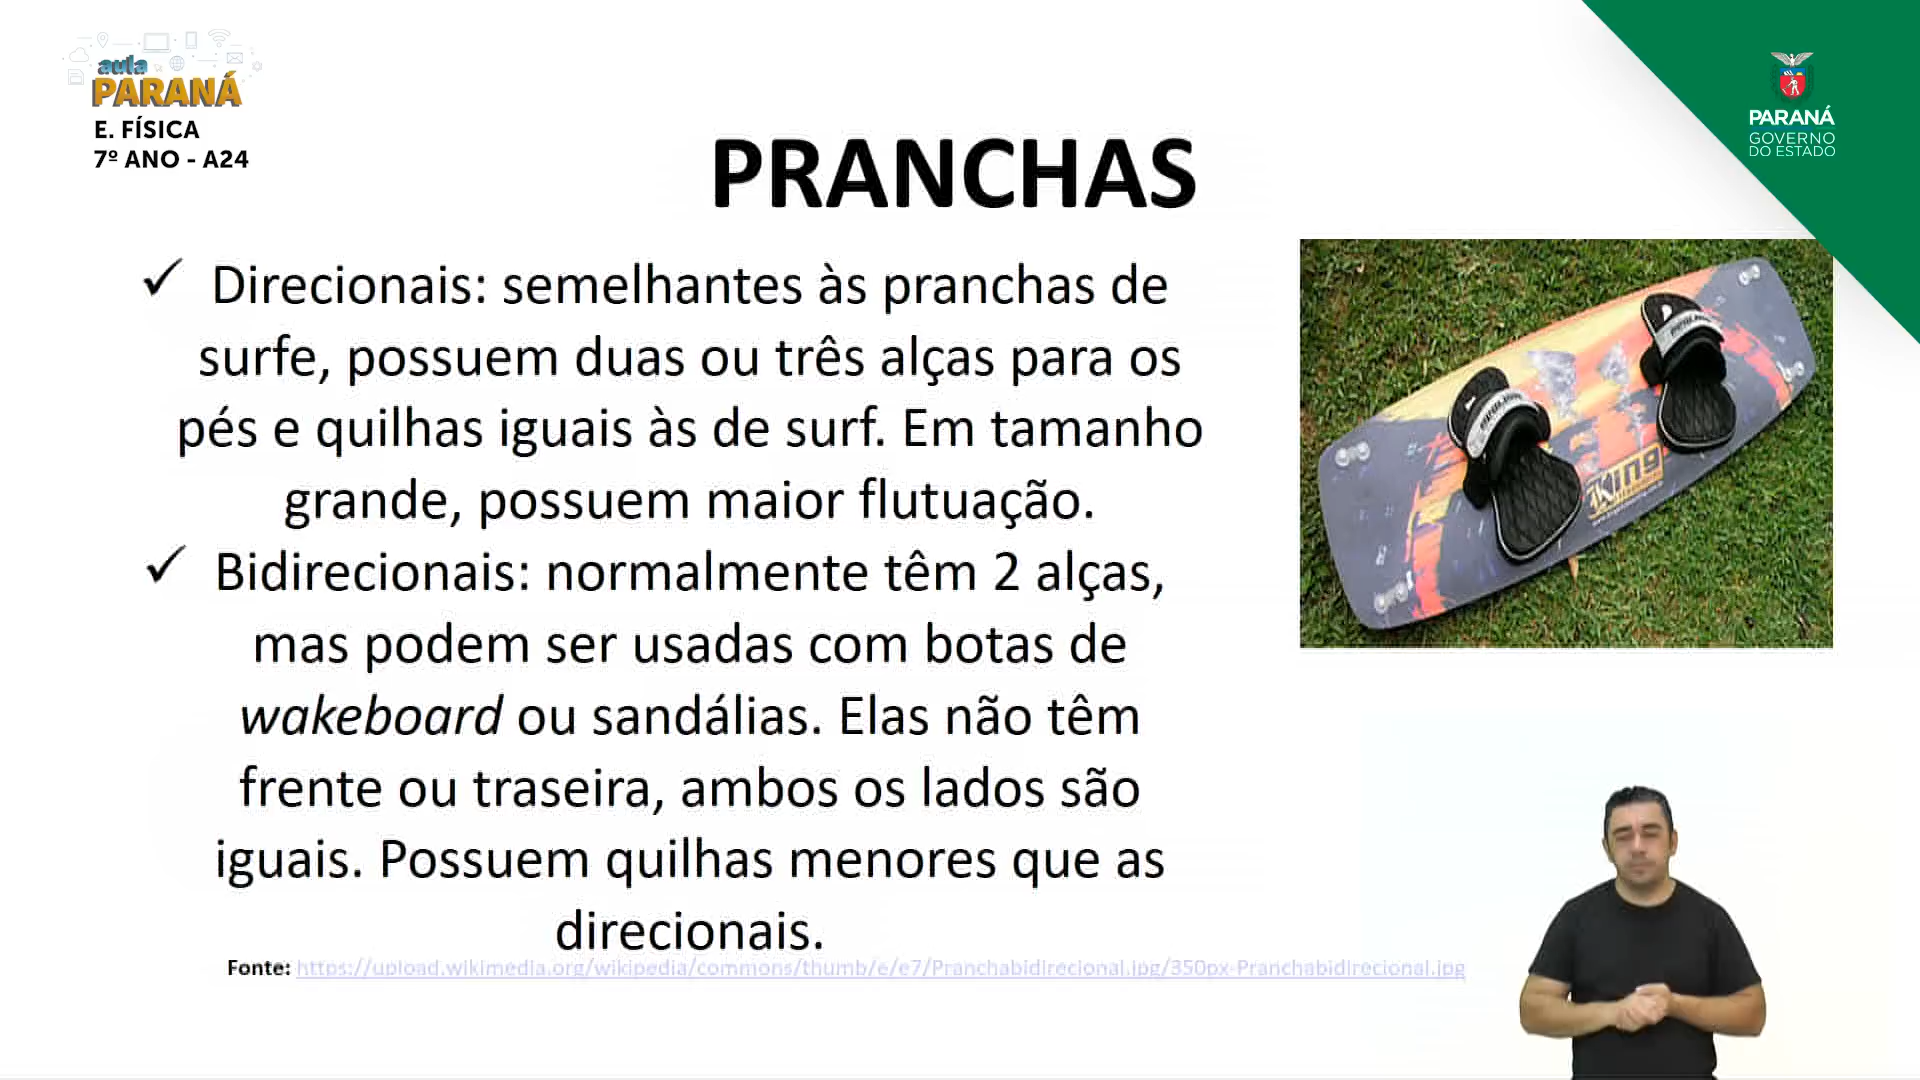 aula
PARANÁ
E. FÍSICA
7º ANO - A24
PARANÁ
GOVERNO
DO ESTADO
PRANCHAS
✓ Direcionais: semelhantes às pranchas de
surfe, possuem duas ou três alças para os
pés e quilhas iguais às de surf. Em tamanho
grande, possuem maior flutuação.
✓ Bidirecionais: normalmente têm 2 alças,
mas podem ser usadas com botas de
wakeboard ou sandálias. Elas não têm
frente ou traseira, ambos os lados são
iguais. Possuem quilhas menores que as
direcionais.
Fonte: https://upload.wikimedia.org/wikipedia/commons/thumb/e/e7/Pranchabidirecional.jpg/350px-Pranchabidirecional.jpg
King